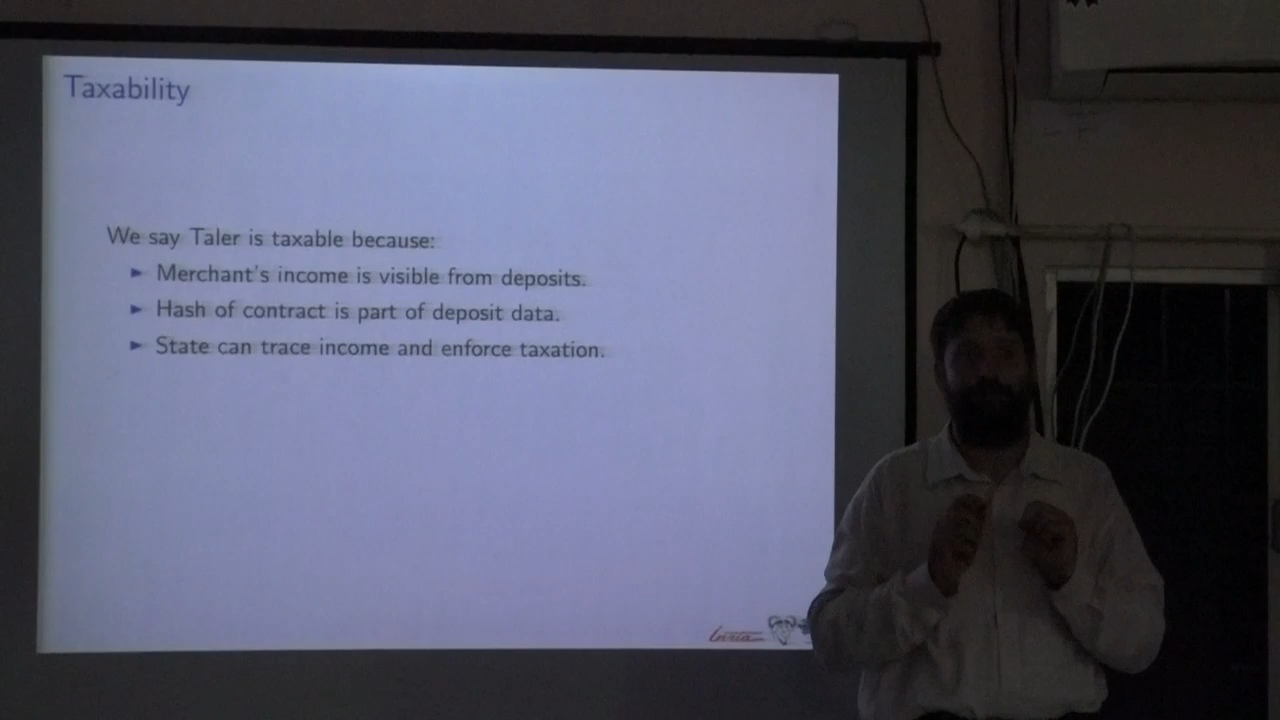 Taxability
We say Taler is taxable because:
Merchant's income is visible from deposits.
Hash of contract is part of deposit data.
State can trace income and enforce taxation.
Inria